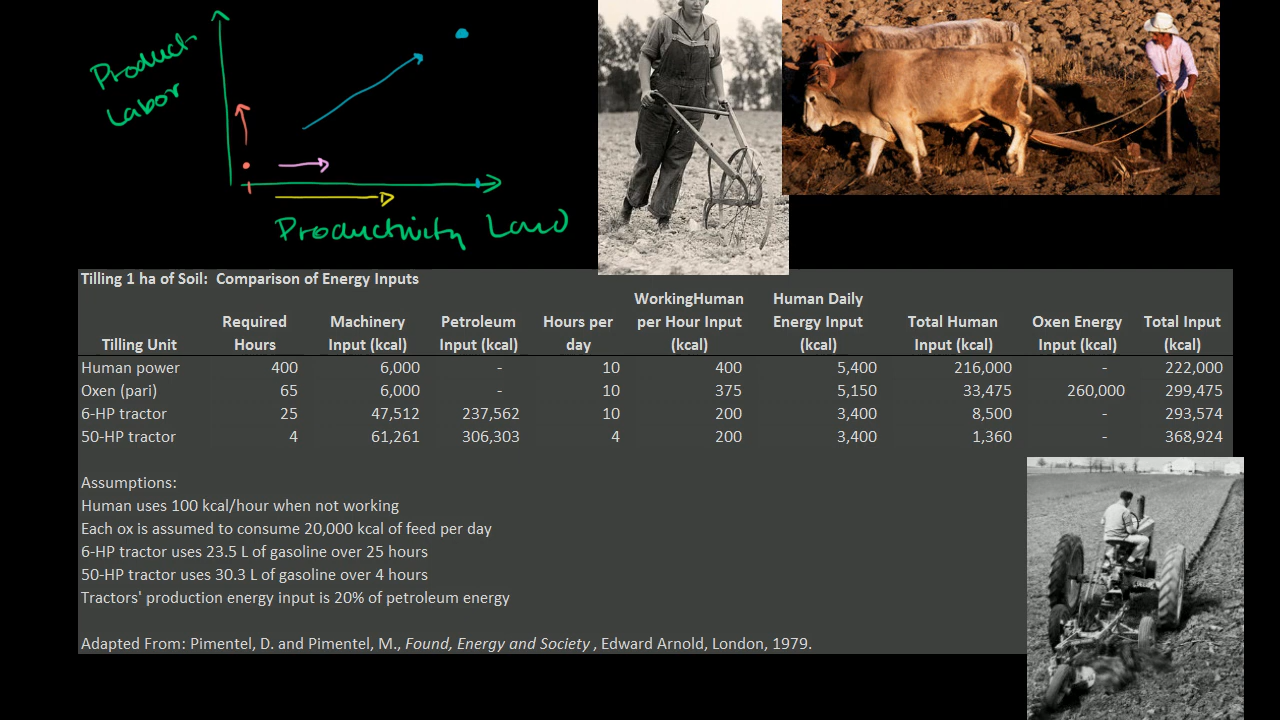 Product.
Labor
Productivity Land
Tilling 1 ha of Soil:  Comparison of Energy Inputs
Tilling Unit Required Hours Machinery Input (kcal) Petroleum Input (kcal) Hours per day WorkingHuman per Hour Input (kcal) Human Daily Energy Input (kcal) Total Human Input (kcal) Oxen Energy Input (kcal) Total Input (kcal)
Human power 400 6,000 - 10 400 5,400 216,000 - 222,000
Oxen (pari) 65 6,000 - 10 375 5,150 33,475 260,000 299,475
6-HP tractor 25 47,512 237,562 10 200 3,400 8,500 - 293,574
50-HP tractor 4 61,261 306,303 4 200 3,400 1,360 - 368,924
Assumptions:
Human uses 100 kcal/hour when not working
Each ox is assumed to consume 20,000 kcal of feed per day
6-HP tractor uses 23.5 L of gasoline over 25 hours
50-HP tractor uses 30.3 L of gasoline over 4 hours
Tractors' production energy input is 20% of petroleum energy
Adapted From: Pimentel, D. and Pimentel, M., Found, Energy and Society , Edward Arnold, London, 1979.